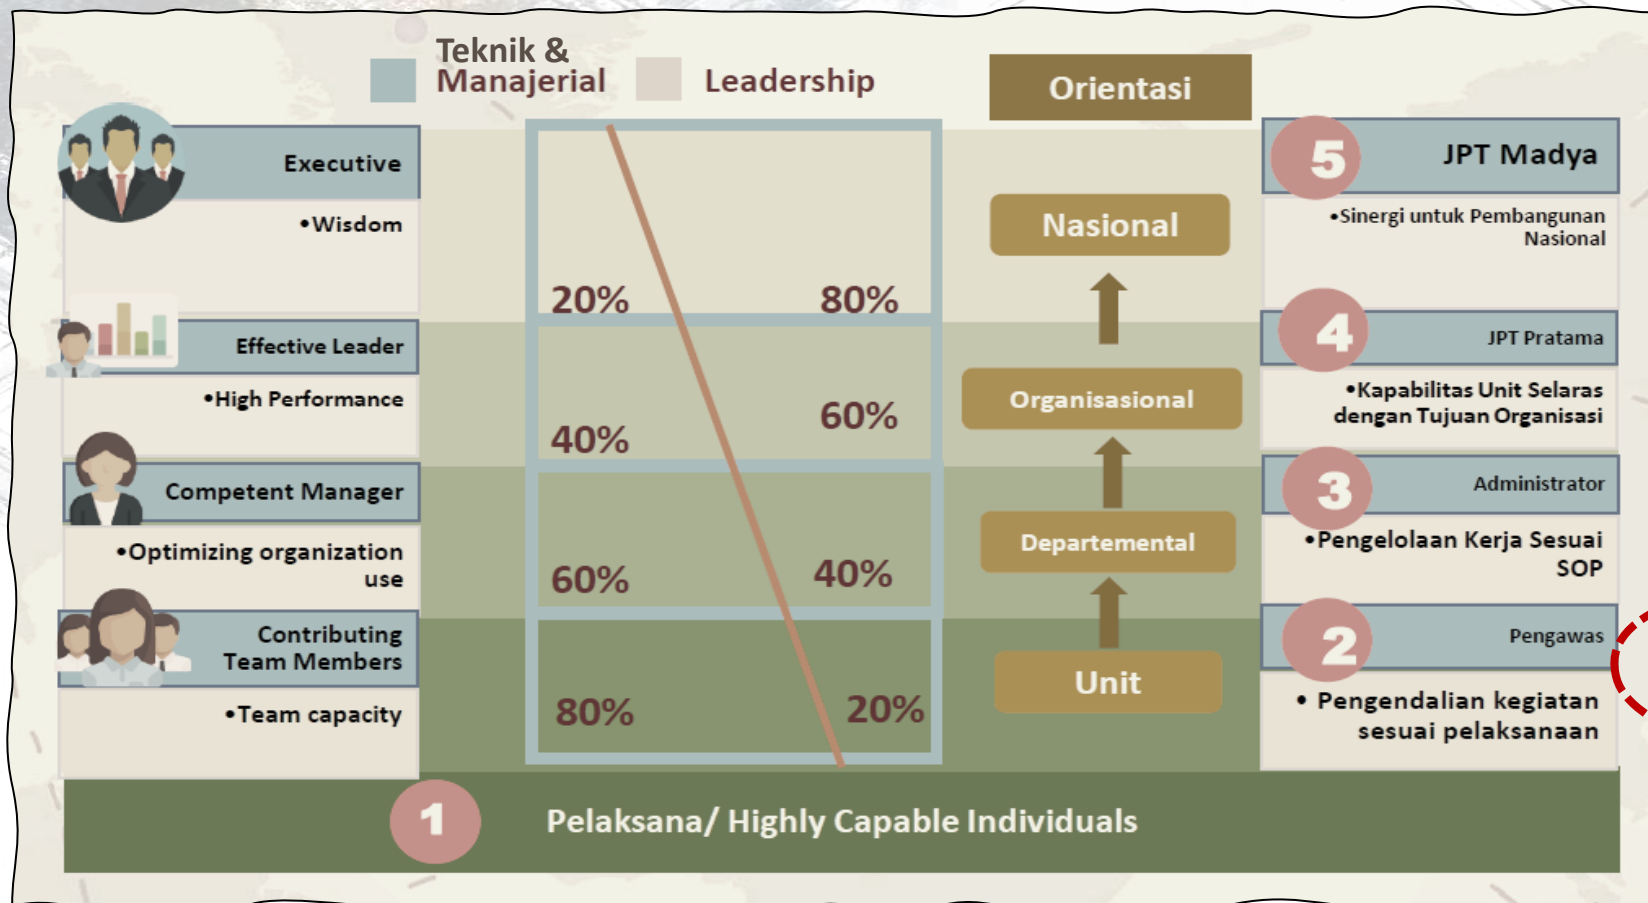 Teknik &
Manajerial
Leadership
Orientasi
Executive
•Wisdom
20%
80%
Nasional
5
JPT Madya
•Sinergi untuk Pembangunan
Nasional
Effective Leader
•High Performance
40%
60%
Organisasional
4
JPT Pratama
•Kapabilitas Unit Selaras
dengan Tujuan Organisasi
Competent Manager
•Optimizing organization
use
60%
40%
Departemental
3
Administrator
•Pengelolaan Kerja Sesuai
SOP
Contributing
Team Members
•Team capacity
80%
20%
Unit
2
Pengawas
• Pengendalian kegiatan
sesuai pelaksanaan
1
Pelaksana/ Highly Capable Individuals